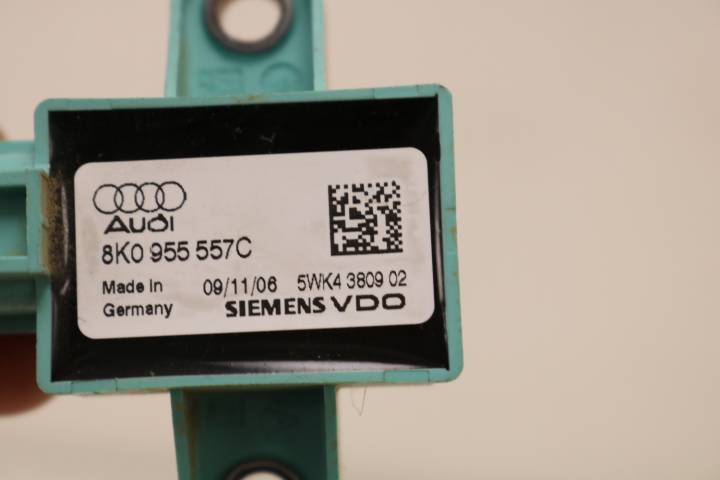 Audi
8K0 955 557C
Made in Germany
09/11/06 5WK4 3809 02
SIEMENS VDO